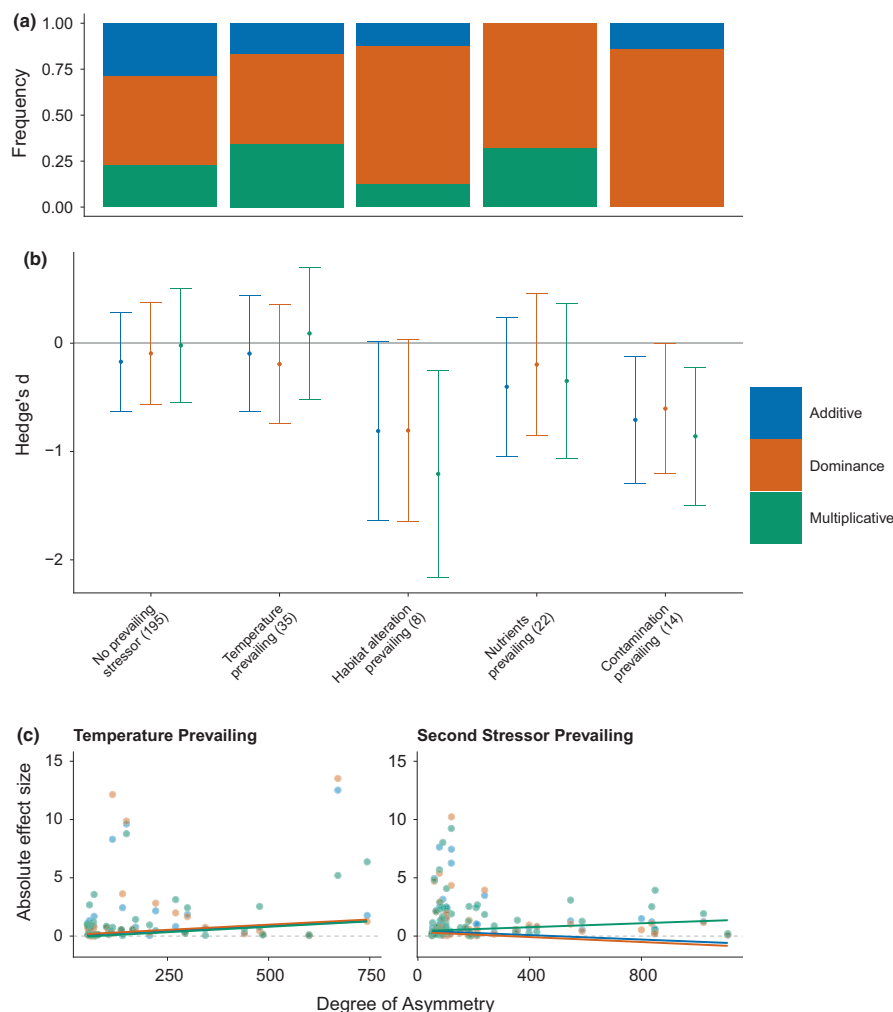 (a)
1.00
0.75
0.50
0.25
0.00
Frequency
(b)
0
−1
−2
Hedge's d
Additive
Dominance
Multiplicative
No prevailing
stressor (195)
Temperature
prevailing (35)
Habitat alteration
prevailing (8)
Nutrients
prevailing (22)
Contamination
prevailing (14)
(c)
Temperature Prevailing
Second Stressor Prevailing
15
10
5
0
Absolute effect size
250
500
750
15
10
5
0
0
400
800
Degree of Asymmetry